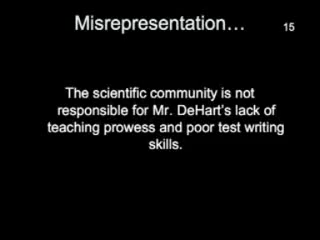 Misrepresentation… 15
The scientific community is not
responsible for Mr. DeHart's lack of
teaching prowess and poor test writing
skills.